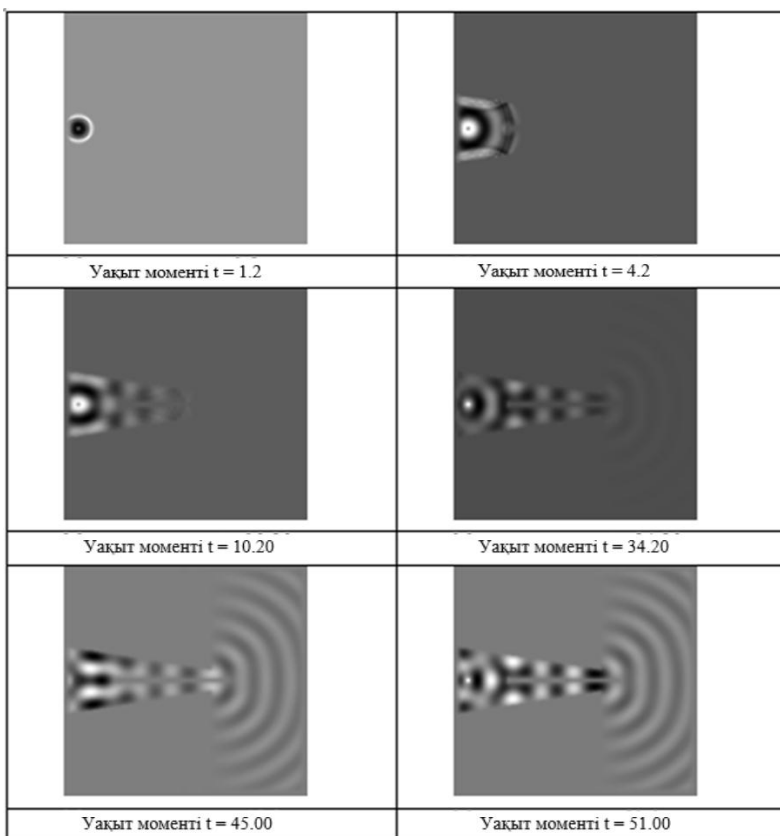 Уақыт моменті t = 1.2
Уақыт моменті t = 4.2
Уақыт моменті t = 10.20
Уақыт моменті t = 34.20
Уақыт моменті t = 45.00
Уақыт моменті t = 51.00